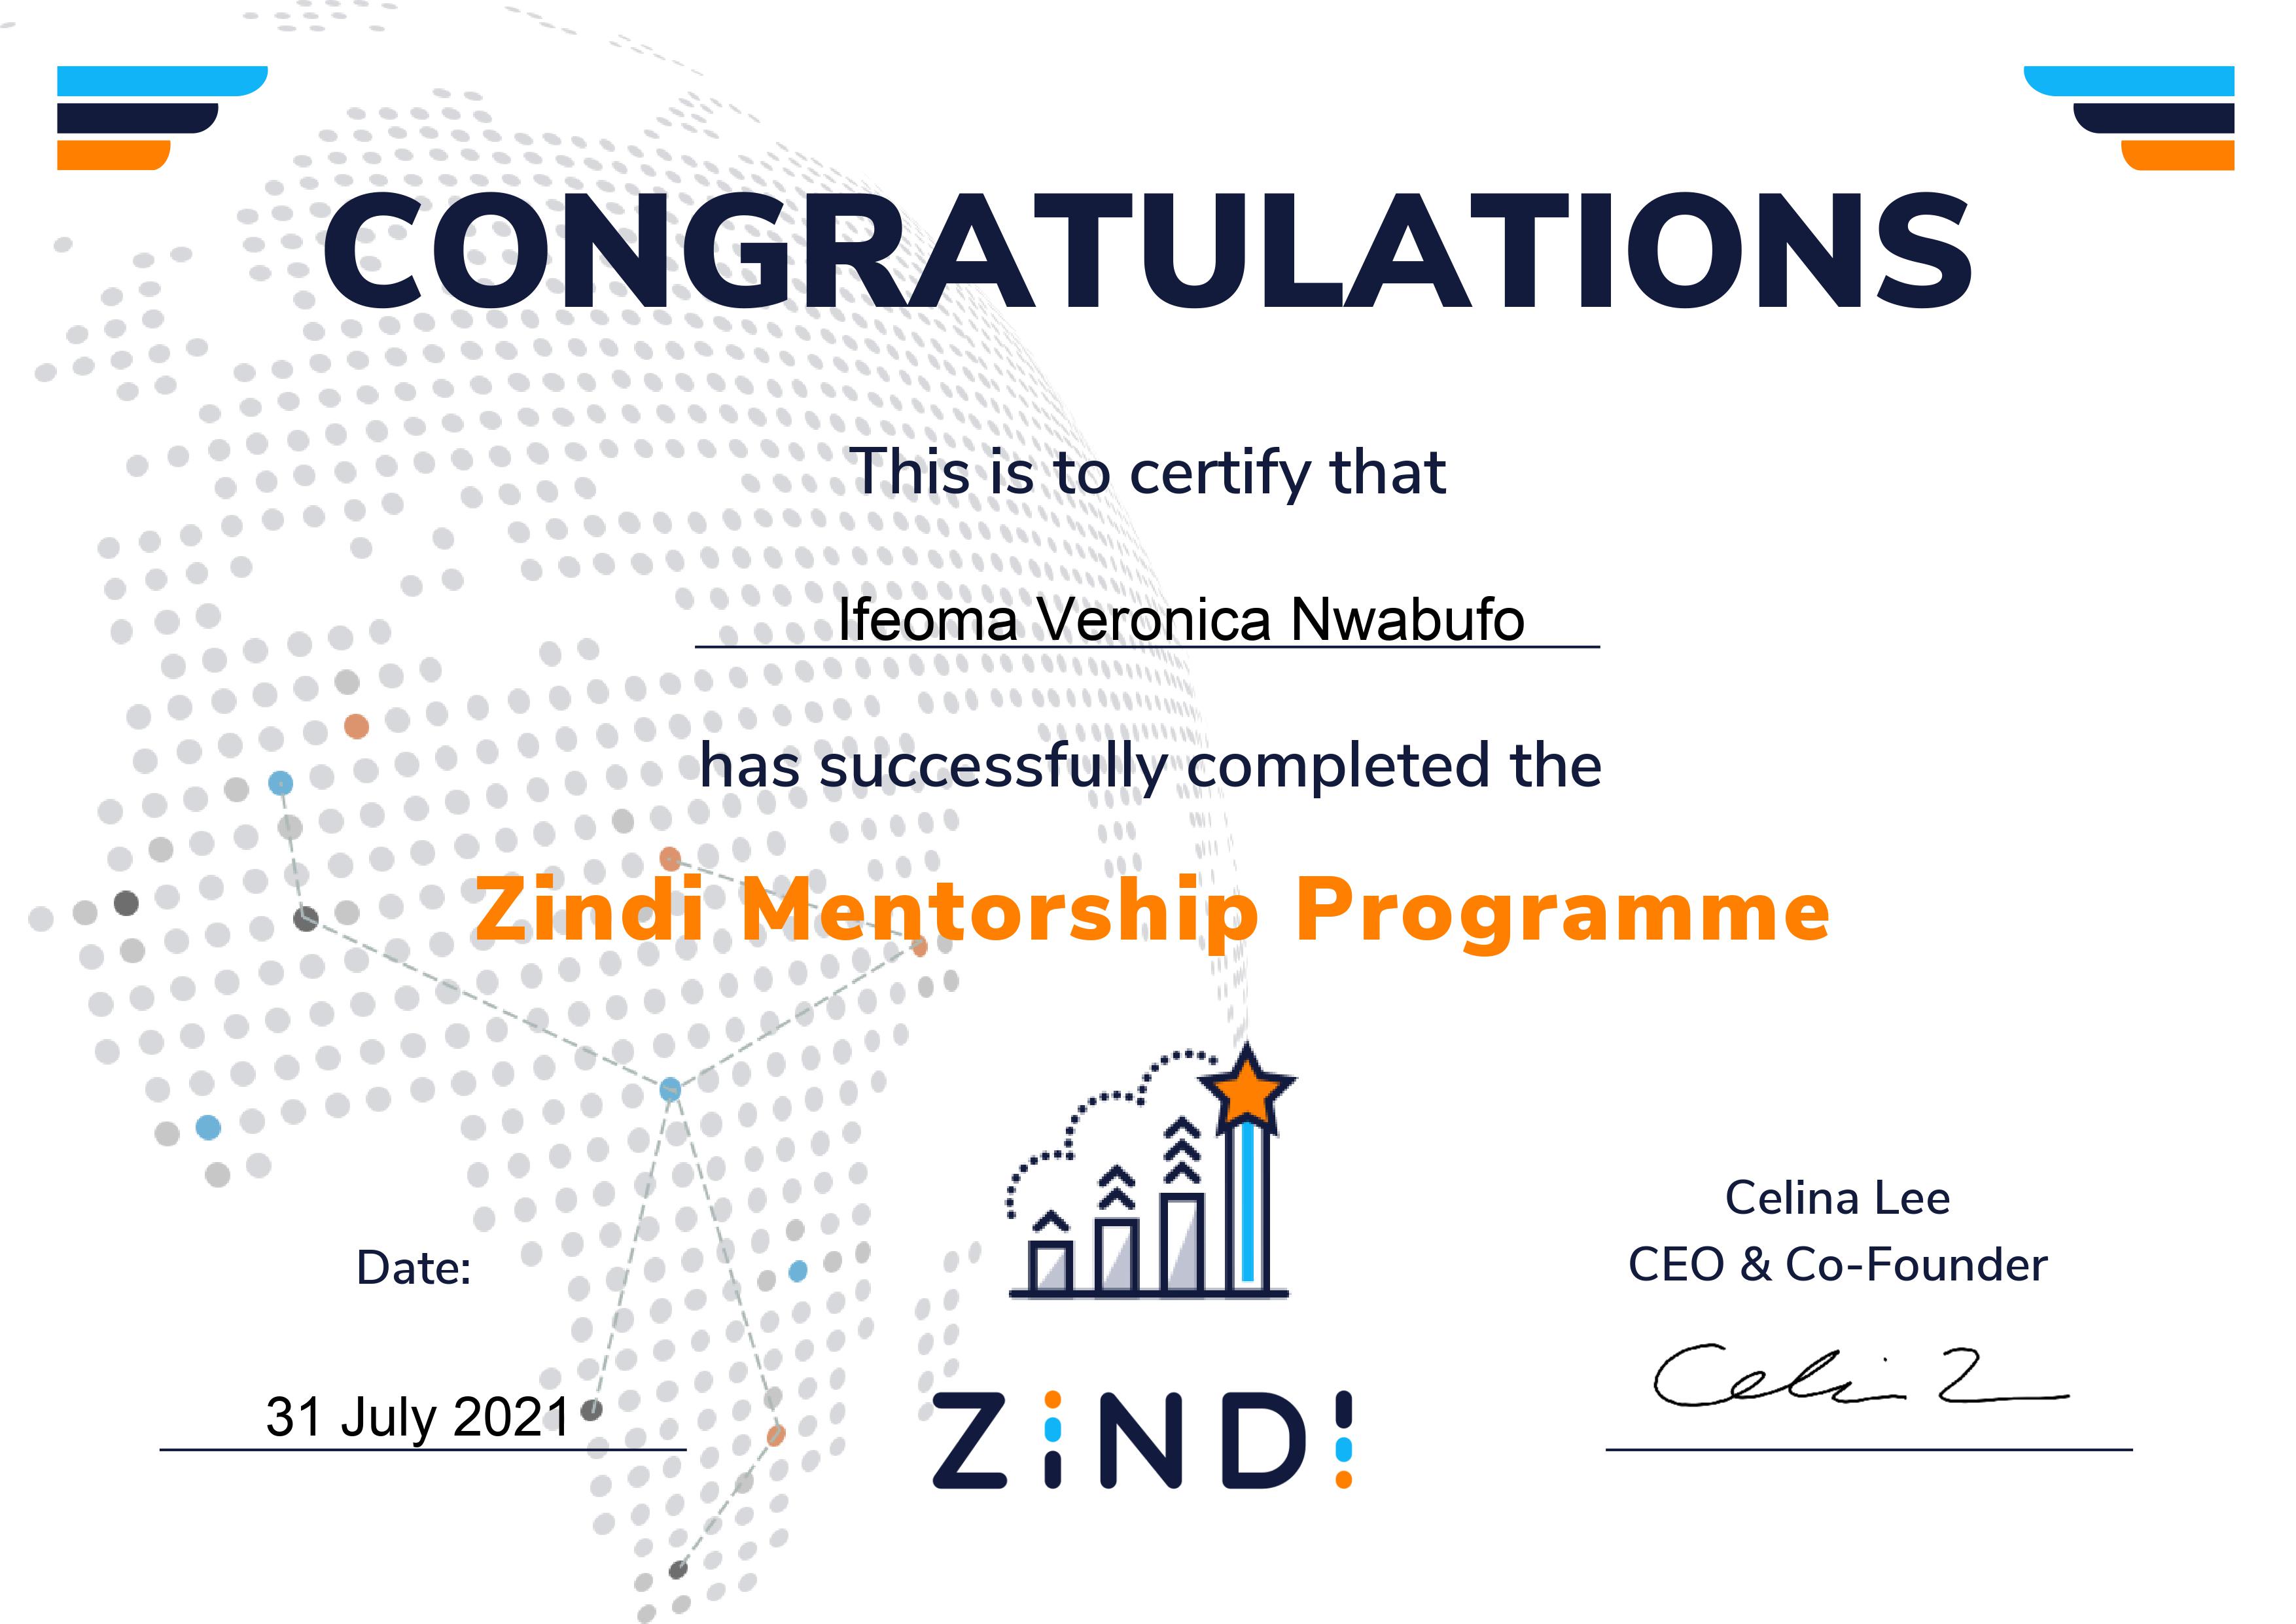 CONGRATULATIONS
This is to certify that
Ifeoma Veronica Nwabufo
has successfully completed the
Zindi Mentorship Programme
Celina Lee
CEO & Co-Founder
Date:
31 July 2021
ZiNDI